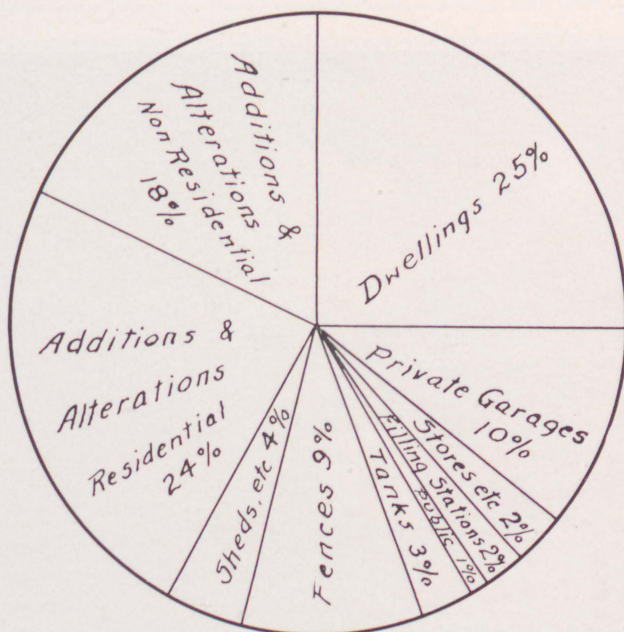 Additions &
Alterations
Non Residential
18%
Dwellings 25%
Private Garages
10%
Stores etc 2%
Filling Stations 2%
public 1%
Tanks 3%
Fences 9%
Sheds, etc 4%
Additions &
Alterations
Residential
24%